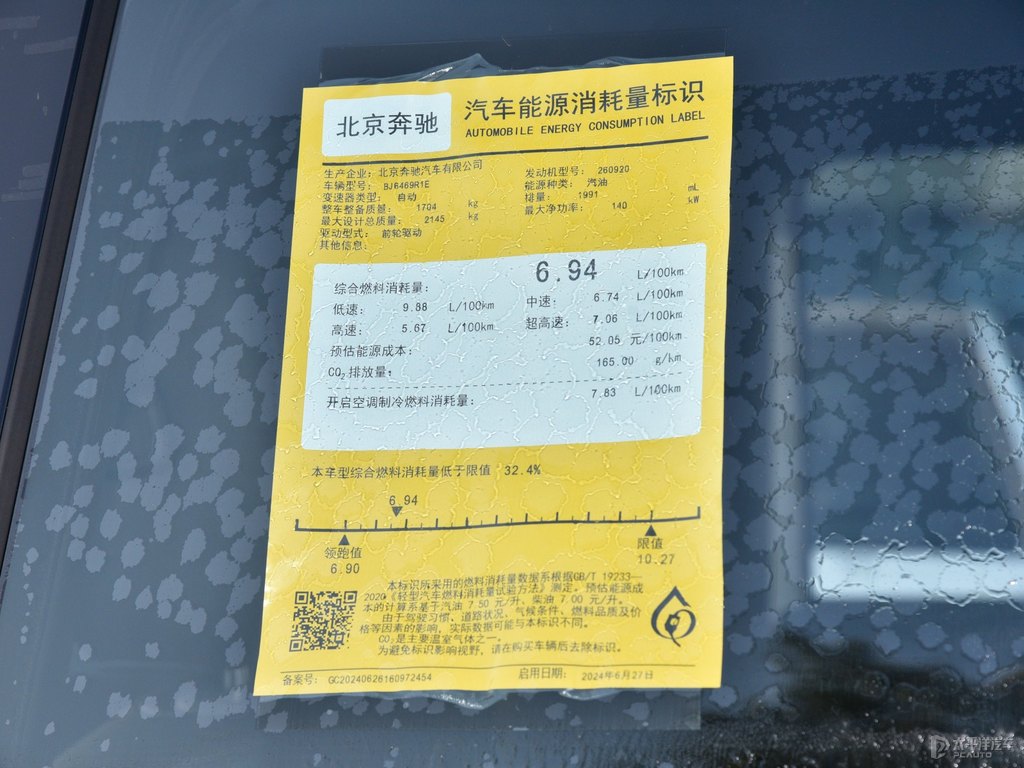 北京奔驰
汽车能源消耗量标识
AUTOMOBILE ENERGY CONSUMPTION LABEL
生产企业：北京奔驰汽车有限公司
车辆型号：BJ6469R1E
变速器类型：自动
整车整备质量：1704 kg
最大设计总质量：2145 kg
驱动型式：前轮驱动
其他信息：
发动机型号：260920
能源种类：汽油
排量：1991 mL
最大净功率：140 kW
综合燃料消耗量：6.94 L/100km
低速：9.88 L/100km 中速：6.74 L/100km
高速：5.67 L/100km 超高速：7.06 L/100km
预估能源成本：52.05 元/100km
CO₂排放量：165.00 g/km
开启空调制冷燃料消耗量：7.83 L/100km
本车型综合燃料消耗量低于限值 32.4%
6.94
领跑值 限值
6.90 10.27
本标识所采用的燃料消耗量数据系根据GB/T 19233—
2020《轻型汽车燃料消耗量试验方法》测定。预估能源成
本的计算系基于汽油 7.50 元/升，柴油 7.00 元/升。
由于驾驶习惯、道路状况、气候条件、燃料品质及价
格等因素的影响，实际数据可能与本标识不同。
CO₂是主要温室气体之一。
为避免标识影响视野，请在购买车辆后去除标识。
备案号：GC20240626160972454 启用日期：2024年6月27日
太平洋汽车
PCAUTO